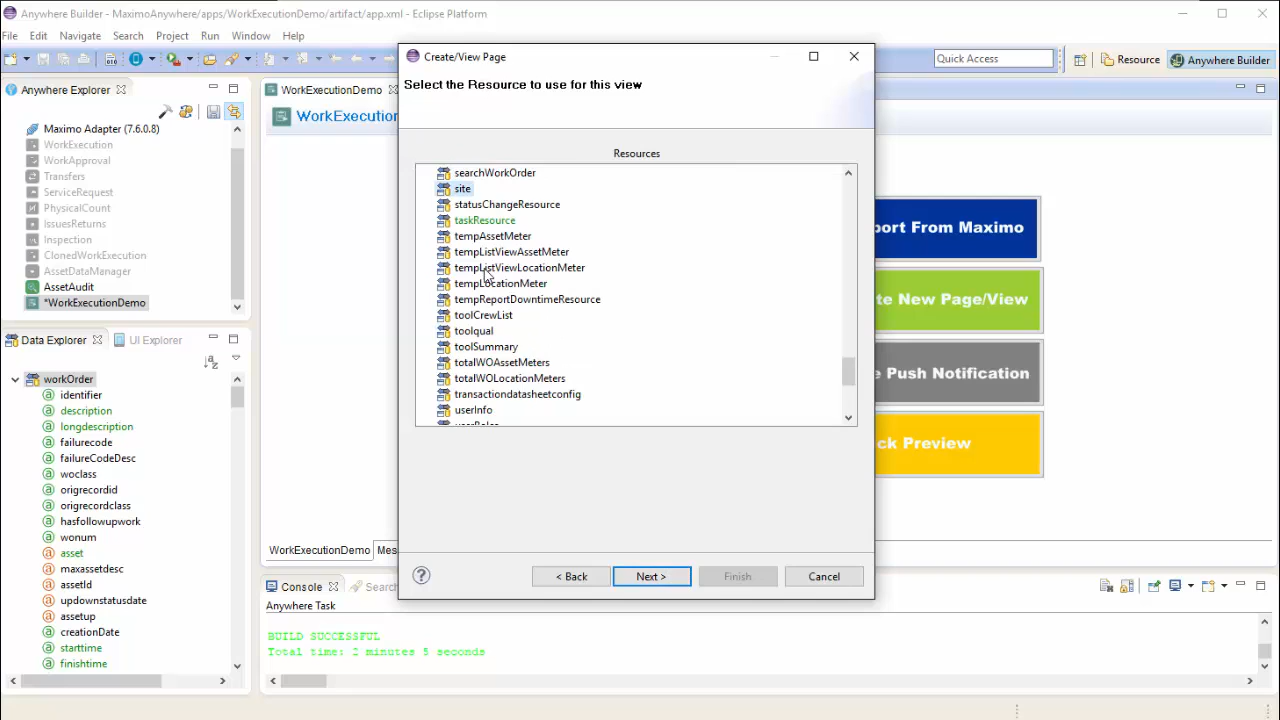 Anywhere Builder - MaximoAnywhere/apps/WorkExecutionDemo/artifact/app.xml - Eclipse Platform
File Edit Navigate Search Project Run Window Help
Quick Access
Resource
Anywhere Builder
Anywhere Explorer
Maximo Adapter (7.6.0.8)
WorkExecution
WorkApproval
Transfers
ServiceRequest
PhysicalCount
IssuesReturns
Inspection
ClonedWorkExecution
AssetDataManager
AssetAudit
*WorkExecutionDemo
Data Explorer
UI Explorer
workOrder
identifier
description
longdescription
failurecode
failureCodeDesc
woclass
origrecordid
origrecordclass
hasfollowupwork
wonum
asset
maxassetdesc
assetId
updownstatusdate
assetup
creationDate
starttime
finishtime
WorkExecutionDemo
WorkExecution
Create/View Page
Select the Resource to use for this view
Resources
searchWorkOrder
site
statusChangeResource
taskResource
tempAssetMeter
tempListViewAssetMeter
tempListViewLocationMeter
tempLocationMeter
tempReportDowntimeResource
toolCrewList
toolqual
toolSummary
totalWOAssetMeters
totalWOLocationMeters
transactiondatasheetconfig
userInfo
< Back
Next >
Finish
Cancel
ort From Maximo
te New Page/View
e Push Notification
ck Preview
WorkExecutionDemo
Mes
Console
Search
Anywhere Task
BUILD SUCCESSFUL
Total time: 2 minutes 5 seconds